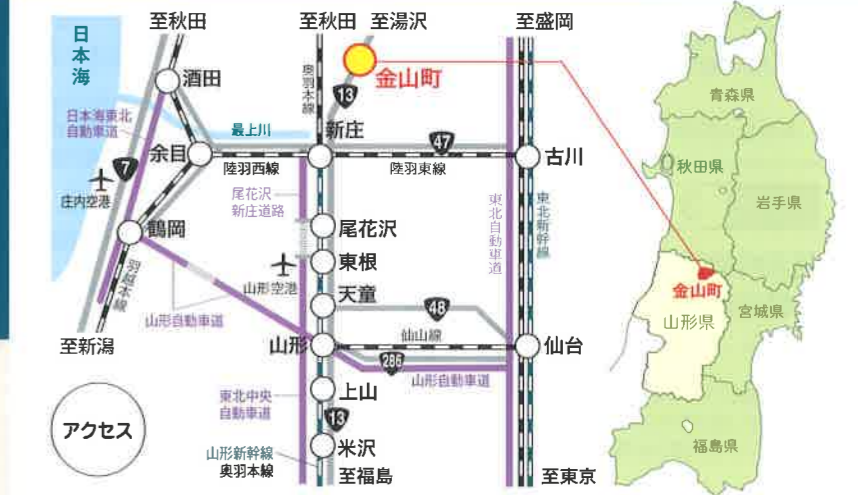 至秋田
至秋田
至湯沢
至盛岡
日本海
酒田
奥羽本線
13
金山町
日本海東北
自動車道
最上川
新庄
47
余目
陸羽西線
陸羽東線
古川
7
庄内空港
尾花沢
新庄道路
東北自動車道
東北新幹線
鶴岡
尾花沢
羽越本線
東根
山形空港
天童
48
山形自動車道
仙山線
至新潟
山形
仙台
286
山形自動車道
東北中央
自動車道
上山
13
アクセス
米沢
山形新幹線
奥羽本線
至福島
至東京
青森県
秋田県
岩手県
金山町
山形県
宮城県
福島県